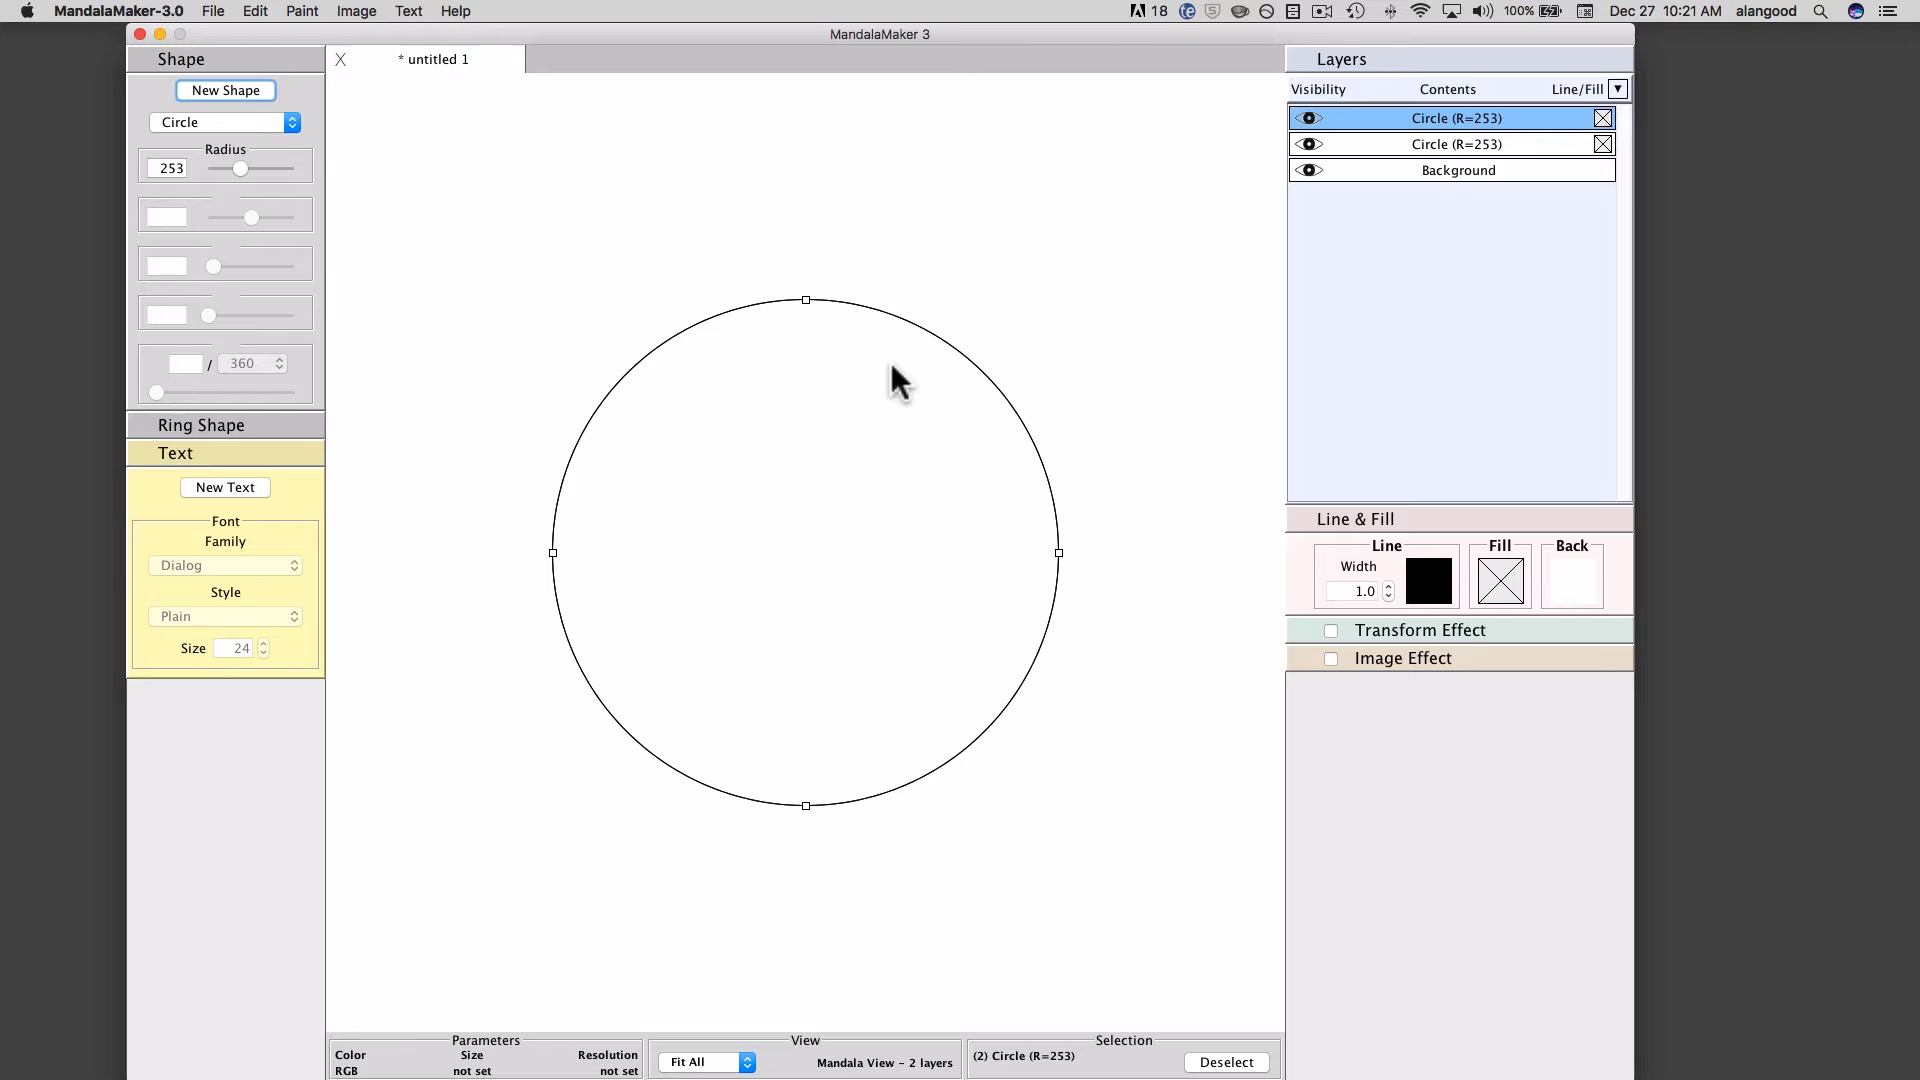 MandalaMaker-3.0 File Edit Paint Image Text Help 18 100% Dec 27 10:21 AM alangood
MandalaMaker 3
Shape
X * untitled 1
Layers
New Shape
Circle
Radius
253
/ 360
Ring Shape
Text
New Text
Font
Family
Dialog
Style
Plain
Size 24
Visibility Contents Line/Fill
Circle (R=253)
Circle (R=253)
Background
Line & Fill
Line Fill Back
Width
1.0
Transform Effect
Image Effect
Parameters
Color Size Resolution
RGB not set not set
View
Fit All Mandala View - 2 layers
Selection
(2) Circle (R=253)
Deselect